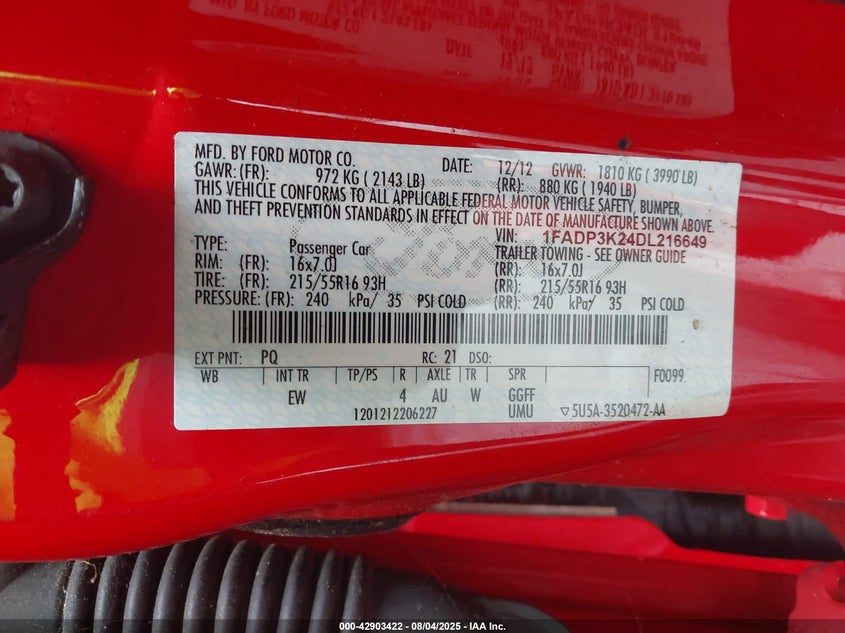 MFD. BY FORD MOTOR CO.
DATE: 12/12 GVWR: 1810 KG ( 3990 LB)
GAWR: (FR): 972 KG ( 2143 LB) (RR): 880 KG ( 1940 LB)
THIS VEHICLE CONFORMS TO ALL APPLICABLE FEDERAL MOTOR VEHICLE SAFETY, BUMPER,
AND THEFT PREVENTION STANDARDS IN EFFECT ON THE DATE OF MANUFACTURE SHOWN ABOVE.
VIN: 1FADP3K24DL216649
TYPE: Passenger Car TRAILER TOWING - SEE OWNER GUIDE
RIM: (FR): 16x7.0J (RR): 16x7.0J
TIRE: (FR): 215/55R16 93H (RR): 215/55R16 93H
PRESSURE: (FR): 240 kPa/ 35 PSI COLD (RR): 240 kPa/ 35 PSI COLD
EXT PNT: PQ RC: 21 DSO:
WB INT TR TP/PS R AXLE TR SPR F0099
EW 4 AU W GGFF
1201212206227 UMU ▽5U5A-3520472-AA
000-42903422 - 08/04/2025 - IAA Inc.